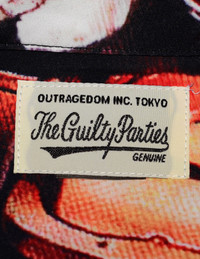 OUTRAGEDOM INC. TOKYO
The Guilty Parties
GENUINE